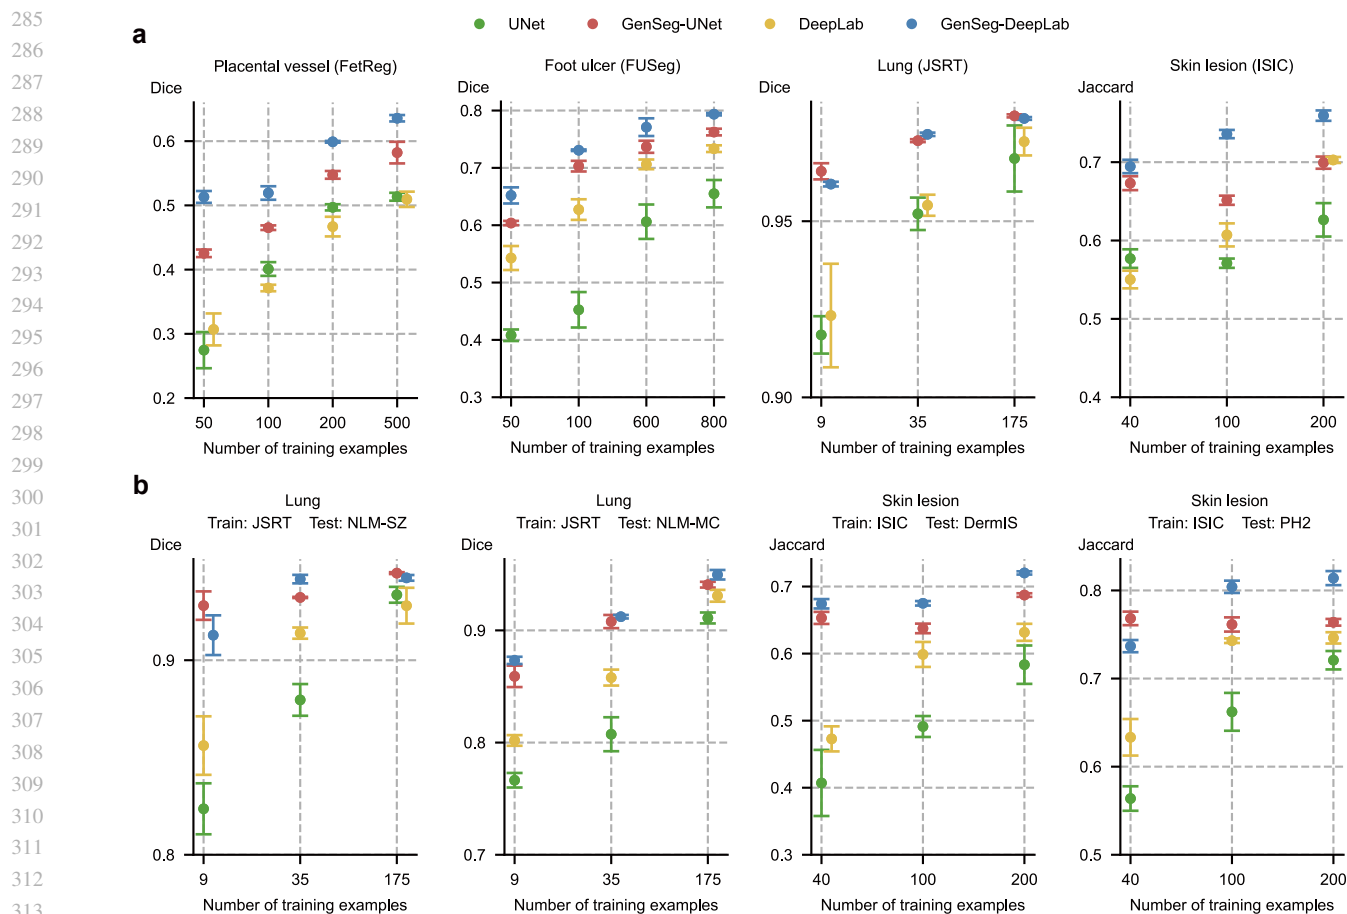 285
286
287
288
289
290
291
292
293
294
295
296
297
298
299
300
301
302
303
304
305
306
307
308
309
310
311
312
313
UNet GenSeg-UNet DeepLab GenSeg-DeepLab
a
Placental vessel (FetReg)
Dice
0.6
0.5
0.4
0.3
0.2
50 100 200 500
Number of training examples
Foot ulcer (FUSeg)
Dice
0.8
0.7
0.6
0.5
0.4
0.3
50 100 600 800
Number of training examples
Lung (JSRT)
Dice
0.95
0.90
9 35 175
Number of training examples
Skin lesion (ISIC)
Jaccard
0.7
0.6
0.5
0.4
40 100 200
Number of training examples
b
Lung
Train: JSRT Test: NLM-SZ
Dice
0.9
0.8
9 35 175
Number of training examples
Lung
Train: JSRT Test: NLM-MC
Dice
0.9
0.8
0.7
9 35 175
Number of training examples
Skin lesion
Train: ISIC Test: DermIS
Jaccard
0.7
0.6
0.5
0.4
0.3
40 100 200
Number of training examples
Skin lesion
Train: ISIC Test: PH2
Jaccard
0.8
0.7
0.6
0.5
40 100 200
Number of training examples